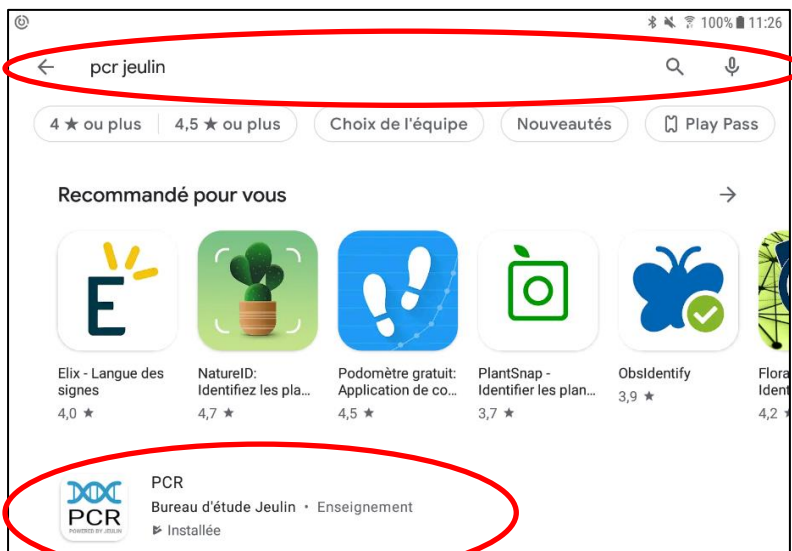 100% 11:26
pcr jeulin
4 ★ ou plus 4,5 ★ ou plus Choix de l'équipe Nouveautés Play Pass
Recommandé pour vous
E
Elix - Langue des
signes
4,0 ★
NatureID:
Identifiez les pla...
4,7 ★
Podomètre gratuit:
Application de co...
4,5 ★
PlantSnap -
Identifier les plan...
3,7 ★
ObsIdentify
3,9 ★
Flora
Ident
4,2 ★
PCR
POWERED BY JEULIN
PCR
Bureau d'étude Jeulin • Enseignement
Installée